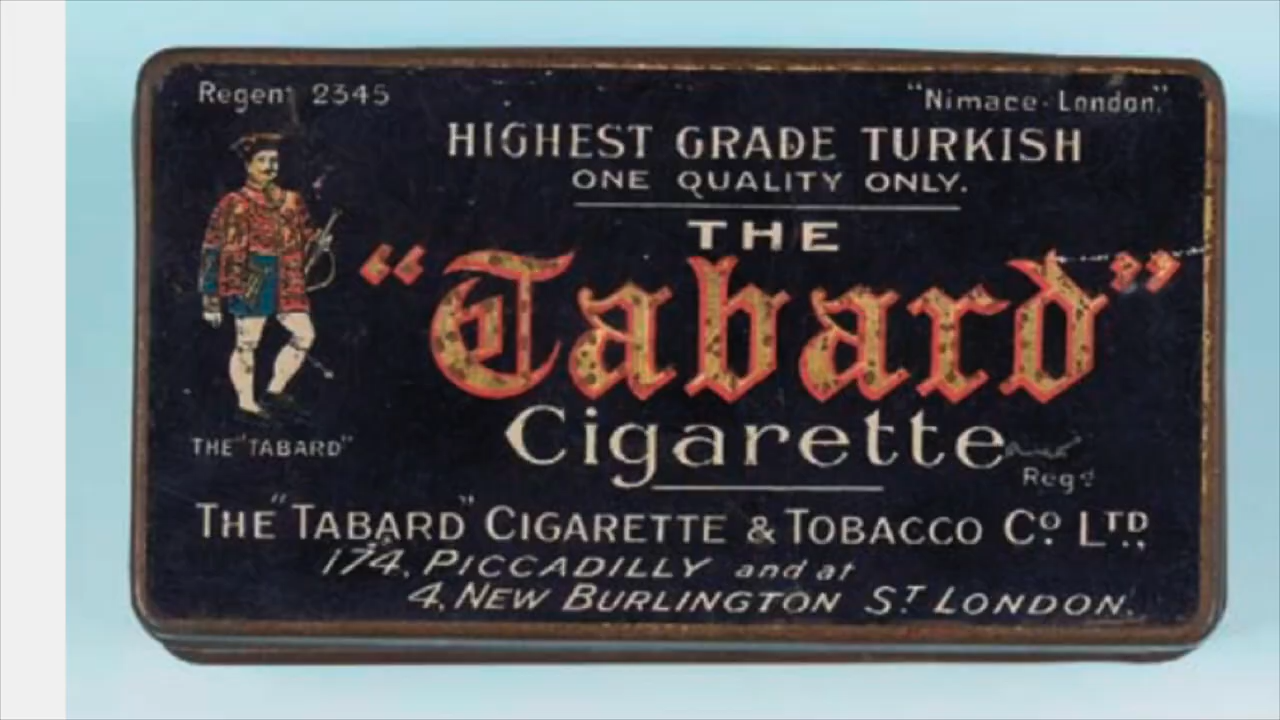 Regent 2345
"Nimace-London."
HIGHEST GRADE TURKISH
ONE QUALITY ONLY.
THE
"Tabard"
Cigarette
Regd
THE "TABARD"
THE "TABARD" CIGARETTE & TOBACCO Co. LTD.,
174, PICCADILLY and at
4, NEW BURLINGTON ST LONDON.